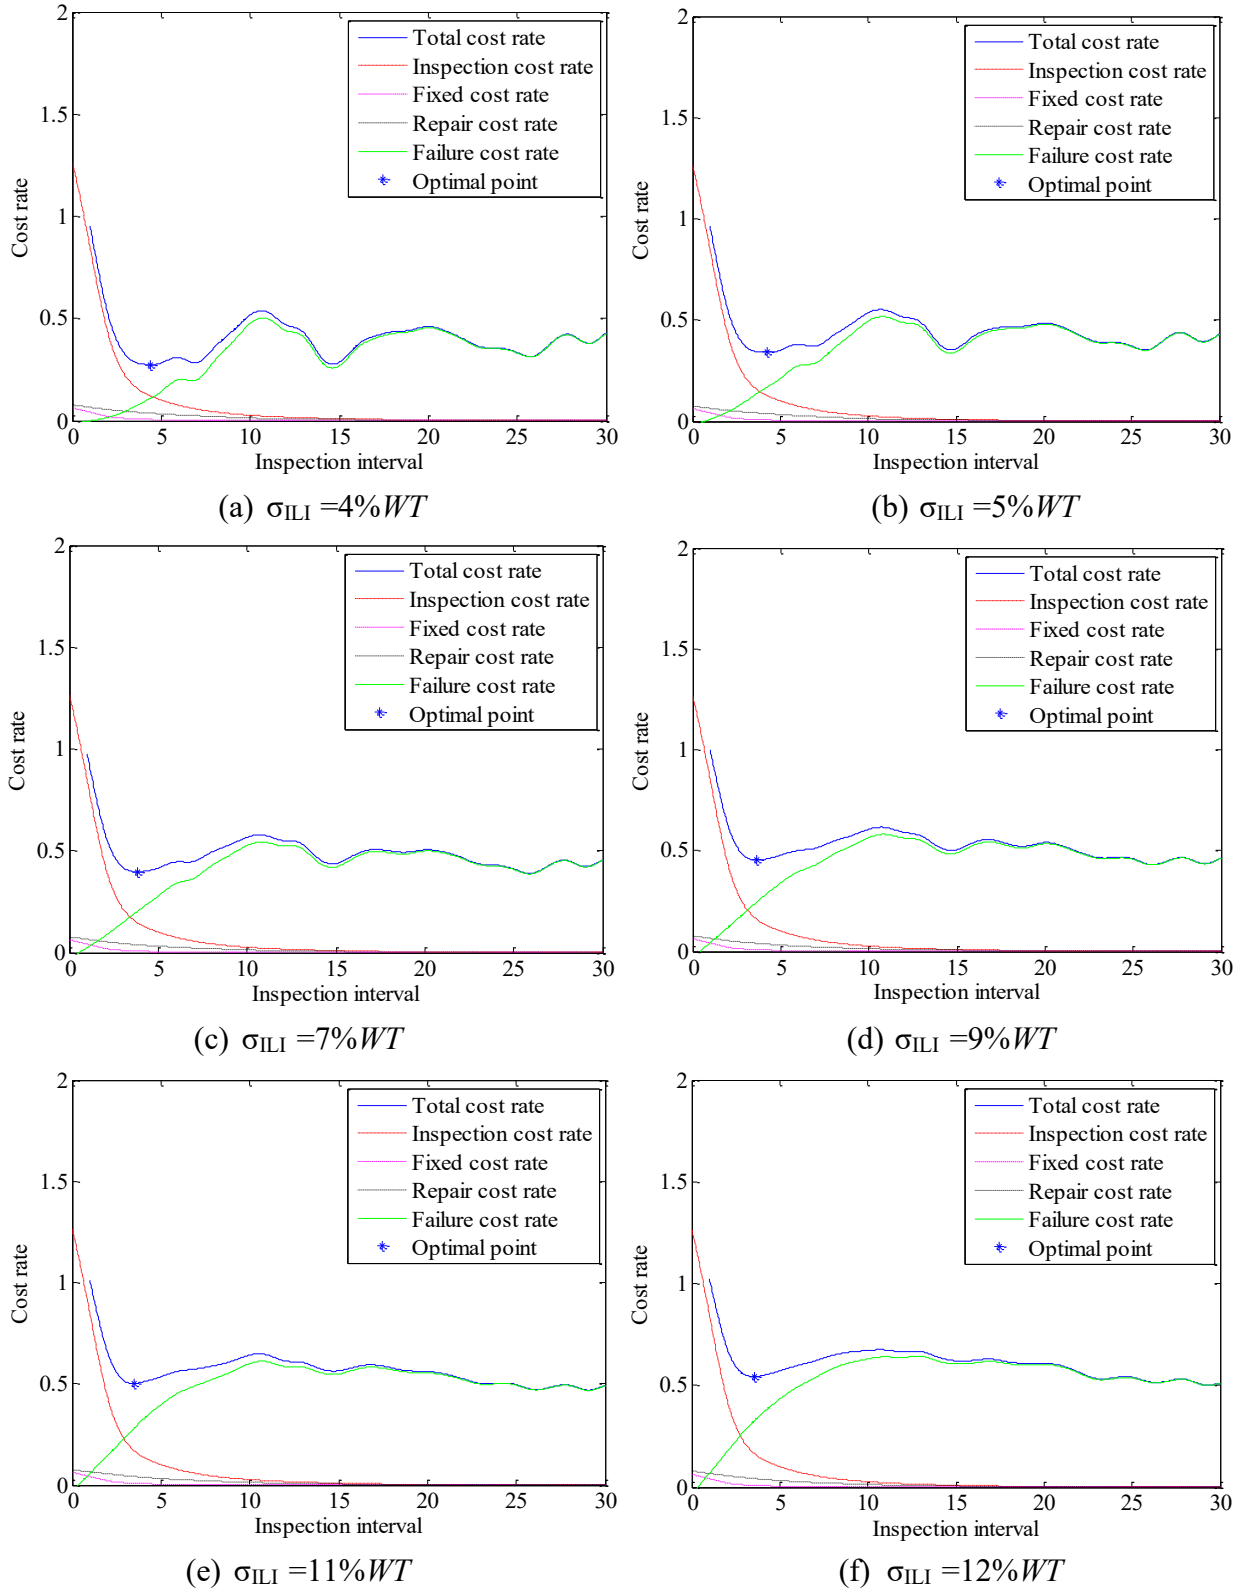 2
1.5
1
0.5
0
Cost rate
Total cost rate
Inspection cost rate
Fixed cost rate
Repair cost rate
Failure cost rate
Optimal point
0 5 10 15 20 25 30
Inspection interval
(a) σILI =4%WT
2
1.5
1
0.5
0
Cost rate
Total cost rate
Inspection cost rate
Fixed cost rate
Repair cost rate
Failure cost rate
Optimal point
0 5 10 15 20 25 30
Inspection interval
(b) σILI =5%WT
2
1.5
1
0.5
0
Cost rate
Total cost rate
Inspection cost rate
Fixed cost rate
Repair cost rate
Failure cost rate
Optimal point
0 5 10 15 20 25 30
Inspection interval
(c) σILI =7%WT
2
1.5
1
0.5
0
Cost rate
Total cost rate
Inspection cost rate
Fixed cost rate
Repair cost rate
Failure cost rate
Optimal point
0 5 10 15 20 25 30
Inspection interval
(d) σILI =9%WT
2
1.5
1
0.5
0
Cost rate
Total cost rate
Inspection cost rate
Fixed cost rate
Repair cost rate
Failure cost rate
Optimal point
0 5 10 15 20 25 30
Inspection interval
(e) σILI =11%WT
2
1.5
1
0.5
0
Cost rate
Total cost rate
Inspection cost rate
Fixed cost rate
Repair cost rate
Failure cost rate
Optimal point
0 5 10 15 20 25 30
Inspection interval
(f) σILI =12%WT